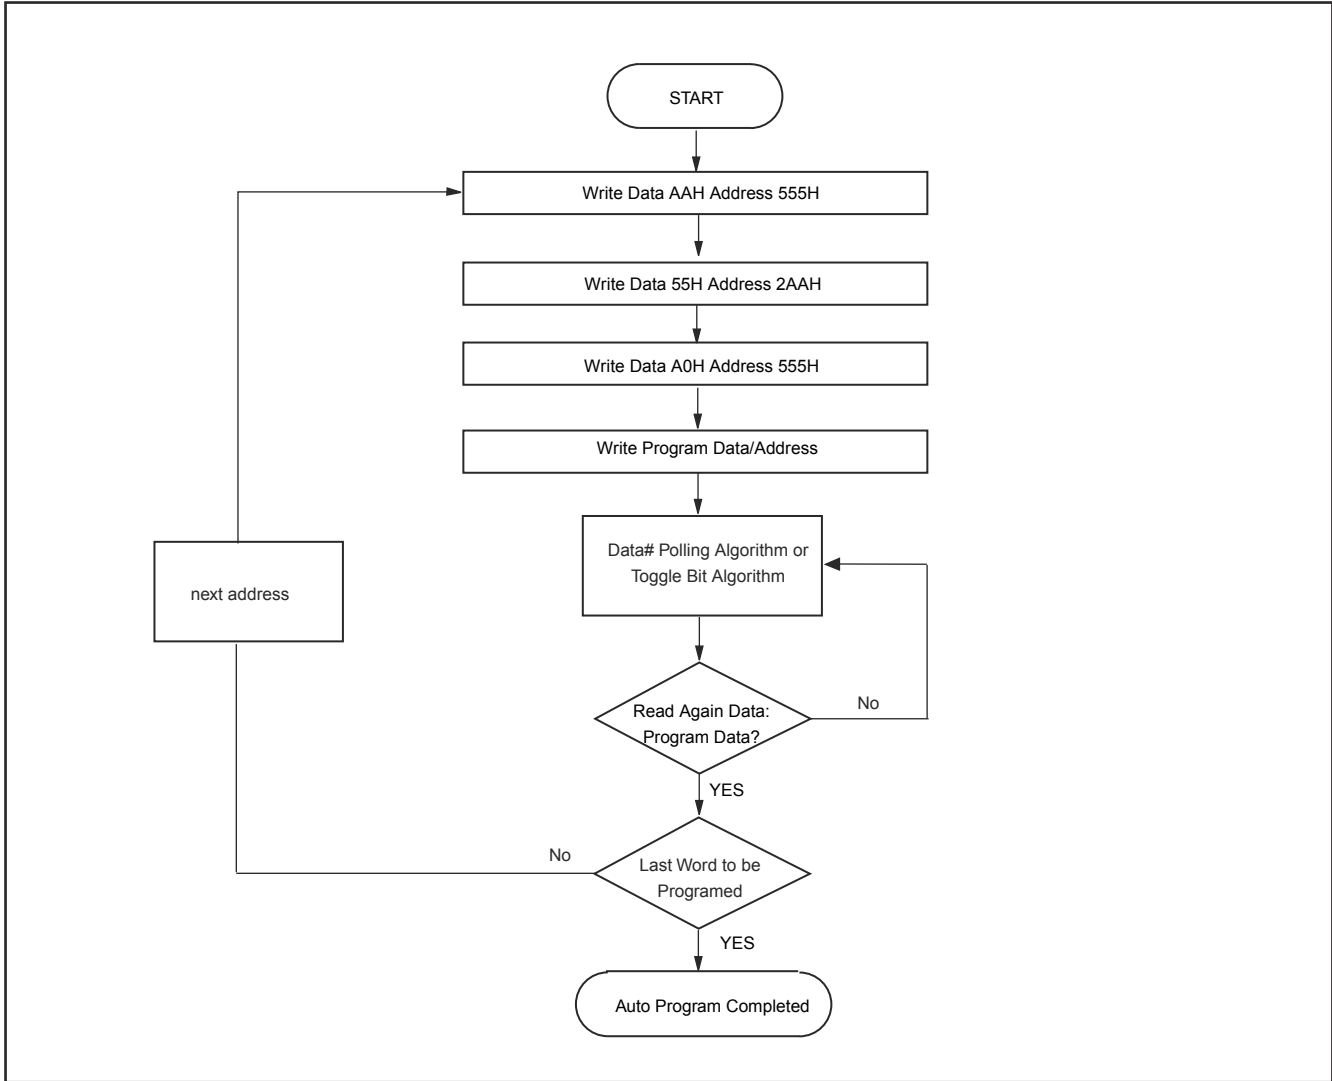 START
Write Data AAH Address 555H
Write Data 55H Address 2AAH
Write Data A0H Address 555H
Write Program Data/Address
Data# Polling Algorithm or
Toggle Bit Algorithm
next address
Read Again Data:
Program Data?
No
YES
No
Last Word to be
Programed
YES
Auto Program Completed